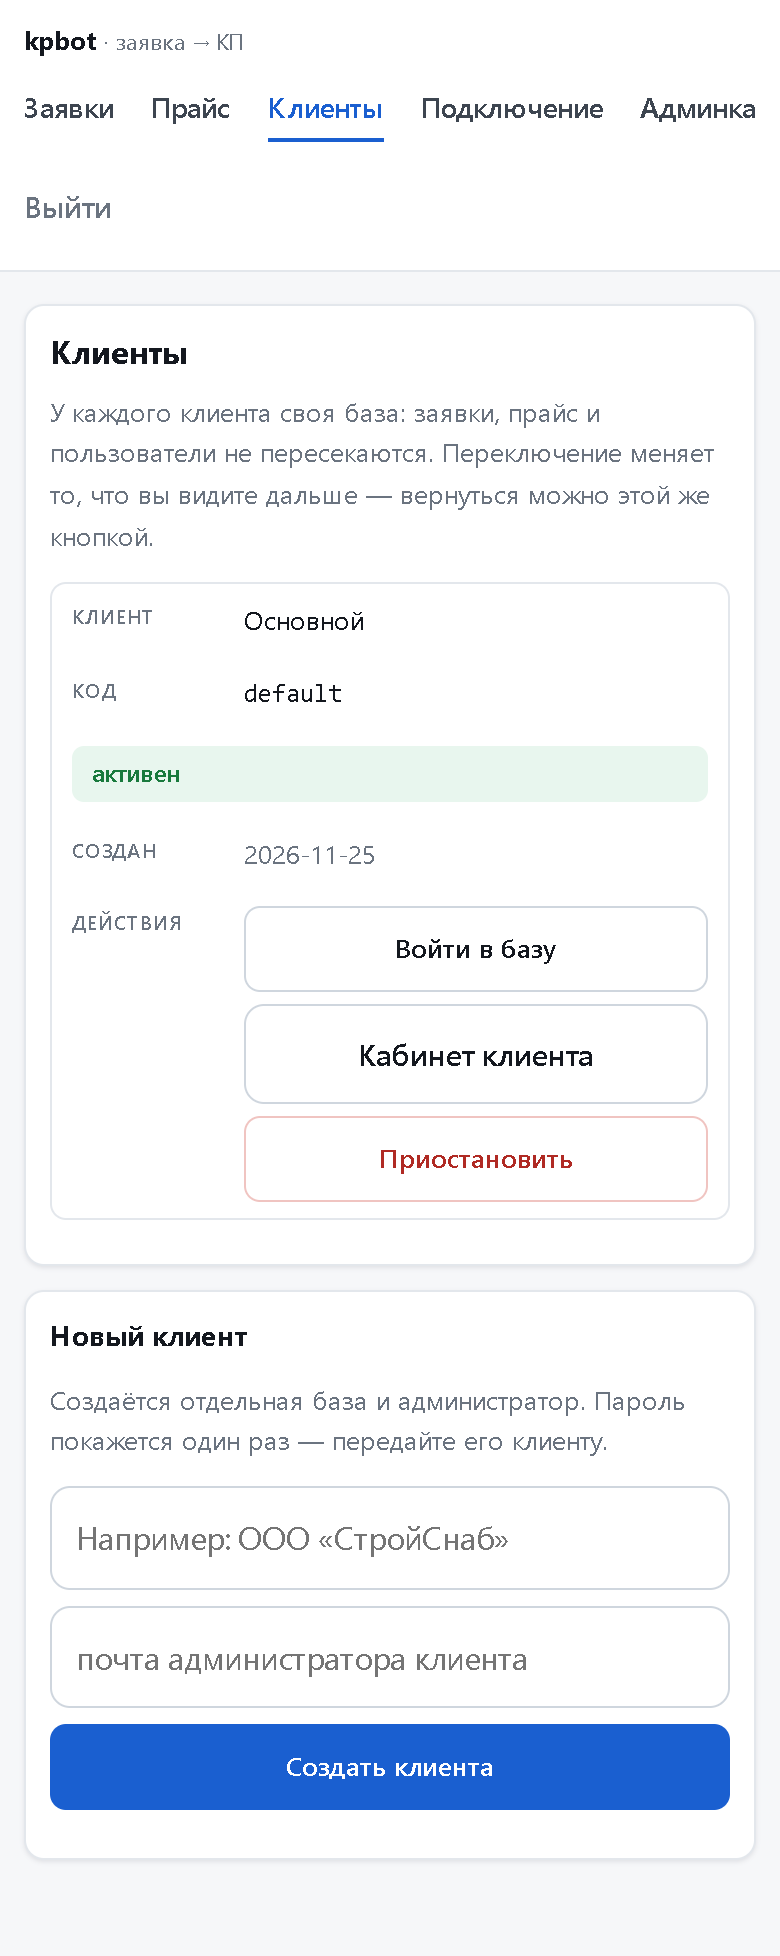 kpbot · заявка → КП
Заявки Прайс Клиенты Подключение Админка
Выйти
Клиенты
У каждого клиента своя база: заявки, прайс и
пользователи не пересекаются. Переключение меняет
то, что вы видите дальше — вернуться можно этой же
кнопкой.
КЛИЕНТ Основной
КОД default
активен
СОЗДАН 2026-11-25
ДЕЙСТВИЯ Войти в базу
Кабинет клиента
Приостановить
Новый клиент
Создаётся отдельная база и администратор. Пароль
покажется один раз — передайте его клиенту.
Например: ООО «СтройСнаб»
почта администратора клиента
Создать клиента